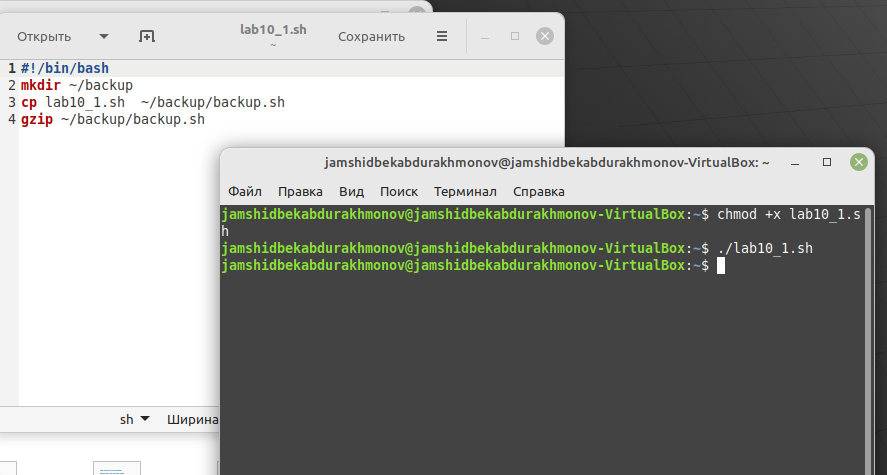 Открыть
lab10_1.sh
~
Сохранить
1 #!/bin/bash
2 mkdir ~/backup
3 cp lab10_1.sh  ~/backup/backup.sh
4 gzip ~/backup/backup.sh
sh
Ширина
jamshidbekabdurakhmonov@jamshidbekabdurakhmonov-VirtualBox: ~
Файл Правка Вид Поиск Терминал Справка
jamshidbekabdurakhmonov@jamshidbekabdurakhmonov-VirtualBox:~$ chmod +x lab10_1.s
h
jamshidbekabdurakhmonov@jamshidbekabdurakhmonov-VirtualBox:~$ ./lab10_1.sh
jamshidbekabdurakhmonov@jamshidbekabdurakhmonov-VirtualBox:~$